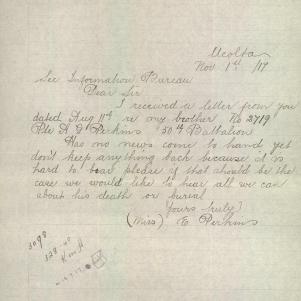 Ucolta
Nov 1st /17
Sec Information Bureau
Dear Sir
I received a letter from you
dated Aug 11th re my brother No 2719
Pte A G Perkins 50th Battalion
Has no news come to hand yet
don't keep anything back because it is
hard to bear please if that should be the
case we would like to hear all we can
about his death or burial
Yours truly
(Miss) E Perkins
3098